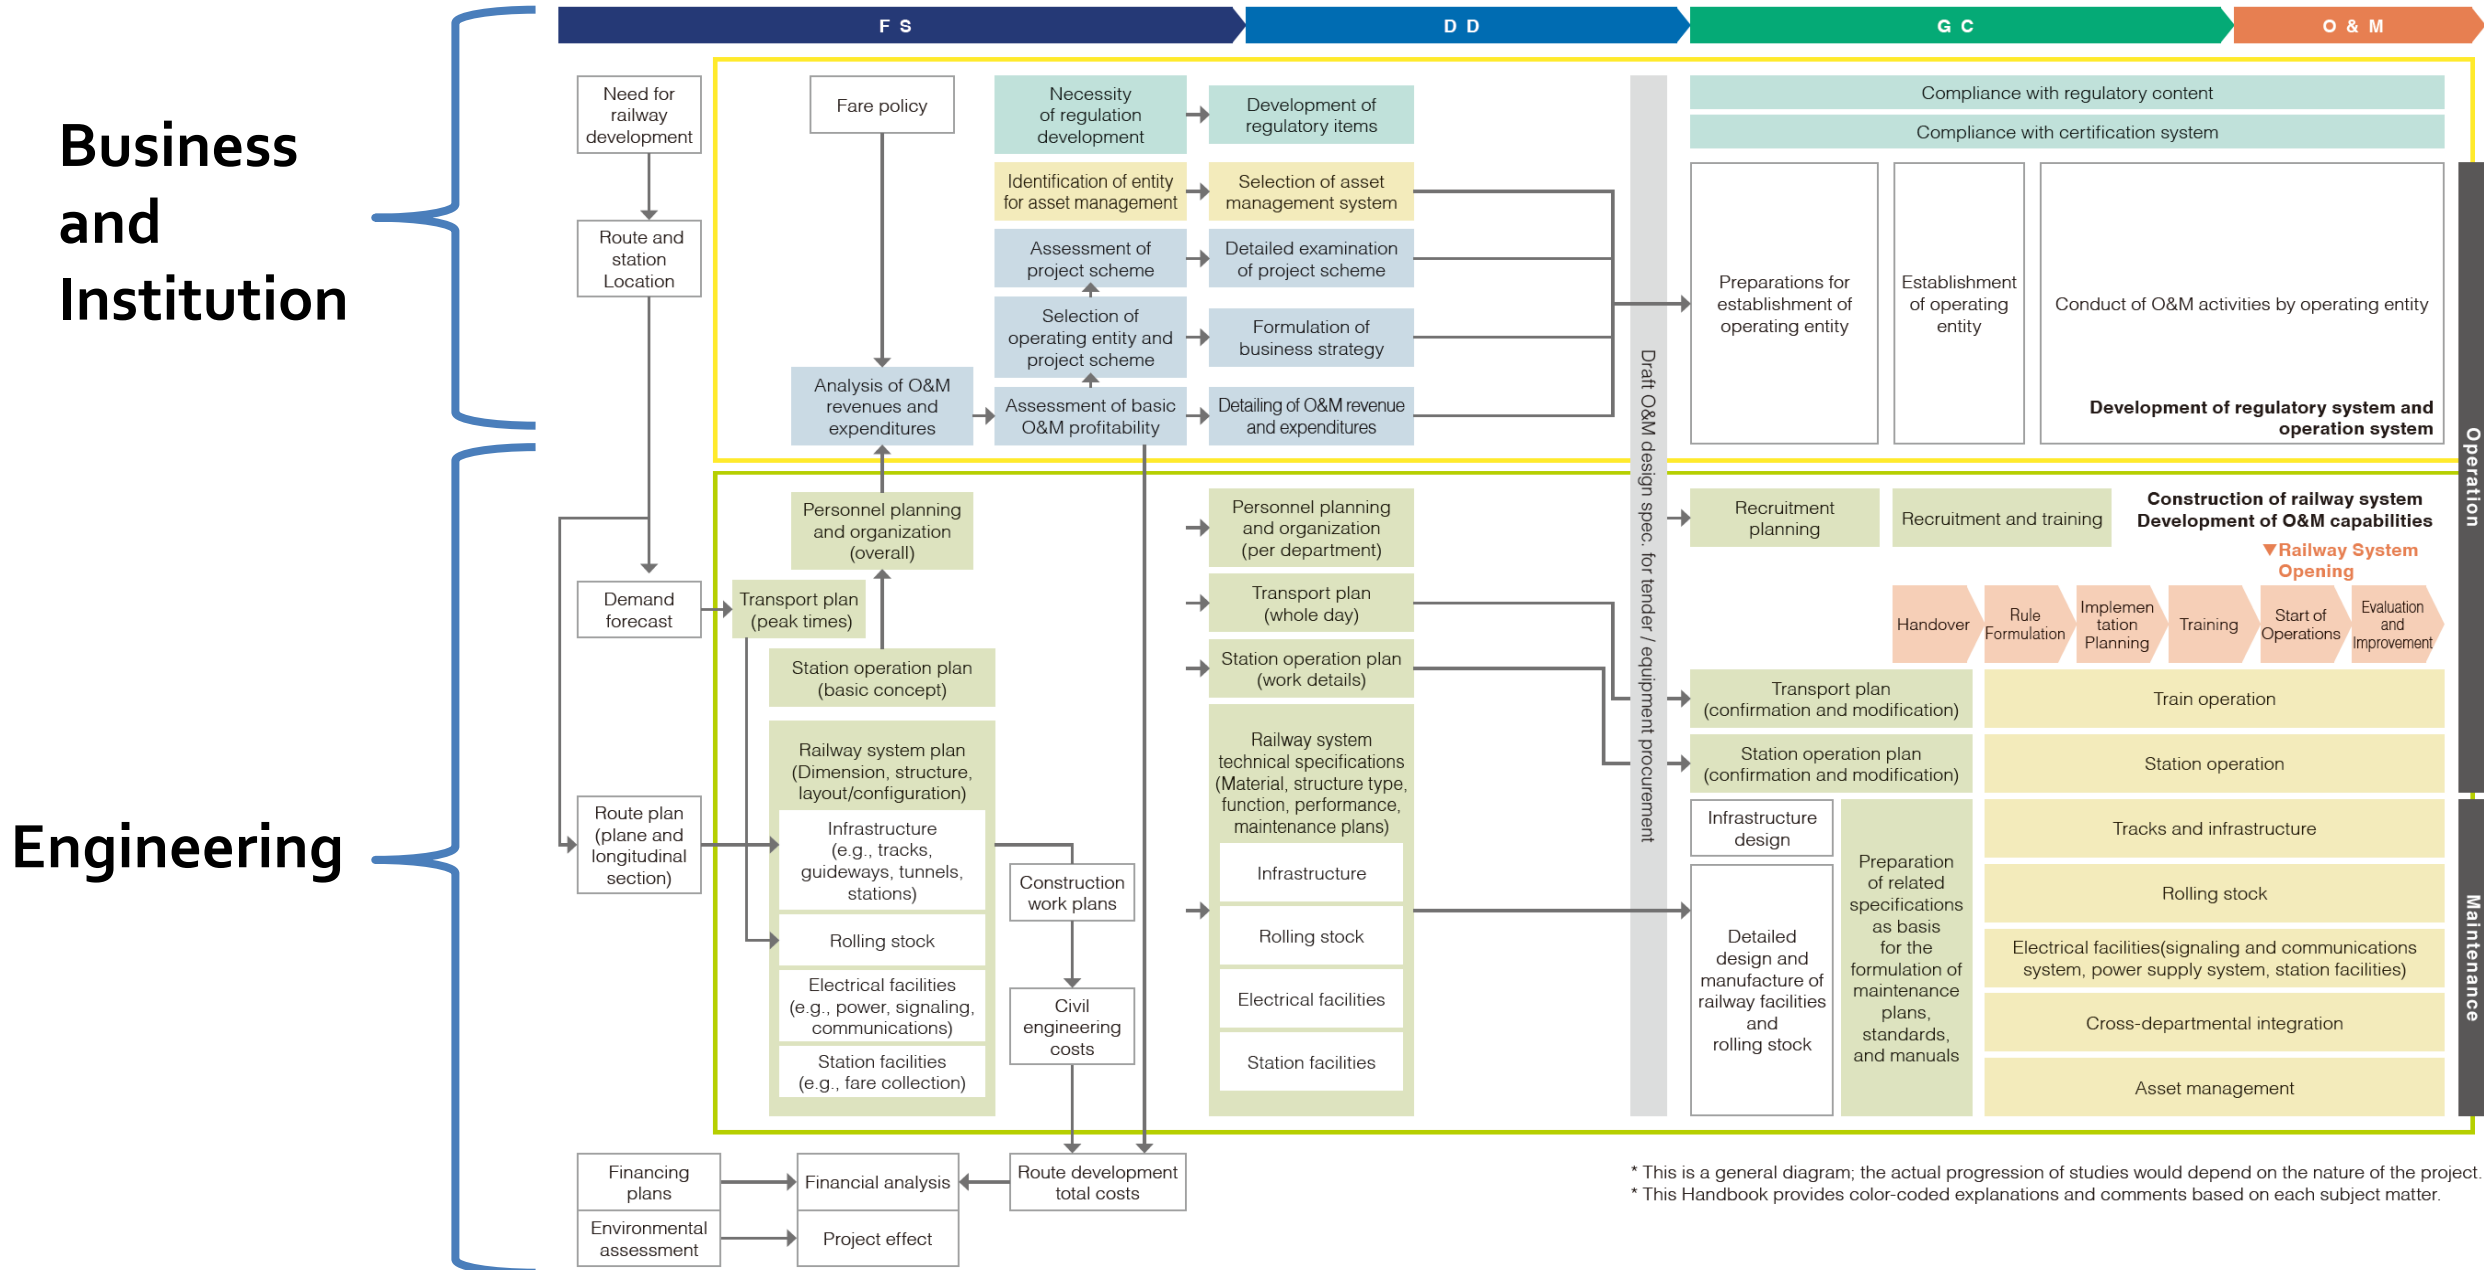 FS
DD
GC
O & M
Business
and
Institution
Engineering
Need for
railway
development
Route and
station
Location
Demand
forecast
Route plan
(plane and
longitudinal
section)
Fare policy
Analysis of O&M
revenues and
expenditures
Necessity
of regulation
development
Identification of entity
for asset management
Assessment of
project scheme
Selection of
operating entity and
project scheme
Assessment of basic
O&M profitability
Development of
regulatory items
Selection of asset
management system
Detailed examination
of project scheme
Formulation of
business strategy
Detailing of O&M revenue
and expenditures
Draft O&M design spec. for tender / equipment procurement
Compliance with regulatory content
Compliance with certification system
Preparations for
establishment of
operating entity
Establishment
of operating
entity
Conduct of O&M activities by operating entity
Development of regulatory system and
operation system
Operation
Personnel planning
and organization
(overall)
Transport plan
(peak times)
Station operation plan
(basic concept)
Railway system plan
(Dimension, structure,
layout/configuration)
Infrastructure
(e.g., tracks,
guideways, tunnels,
stations)
Rolling stock
Electrical facilities
(e.g., power, signaling,
communications)
Station facilities
(e.g., fare collection)
Construction
work plans
Civil
engineering
costs
Personnel planning
and organization
(per department)
Transport plan
(whole day)
Station operation plan
(work details)
Railway system
technical specifications
(Material, structure type,
function, performance,
maintenance plans)
Infrastructure
Rolling stock
Electrical facilities
Station facilities
Recruitment
planning
Recruitment and training
Construction of railway system
Development of O&M capabilities
▼Railway System
Opening
Handover
Rule
Formulation
Implemen
tation
Planning
Training
Start of
Operations
Evaluation
and
Improvement
Transport plan
(confirmation and modification)
Station operation plan
(confirmation and modification)
Infrastructure
design
Detailed
design and
manufacture of
railway facilities
and
rolling stock
Preparation
of related
specifications
as basis
for the
formulation of
maintenance
plans,
standards,
and manuals
Train operation
Station operation
Tracks and infrastructure
Rolling stock
Electrical facilities(signaling and communications
system, power supply system, station facilities)
Cross-departmental integration
Asset management
Maintenance
Financing
plans
Financial analysis
Route development
total costs
Environmental
assessment
Project effect
* This is a general diagram; the actual progression of studies would depend on the nature of the project.
* This Handbook provides color-coded explanations and comments based on each subject matter.